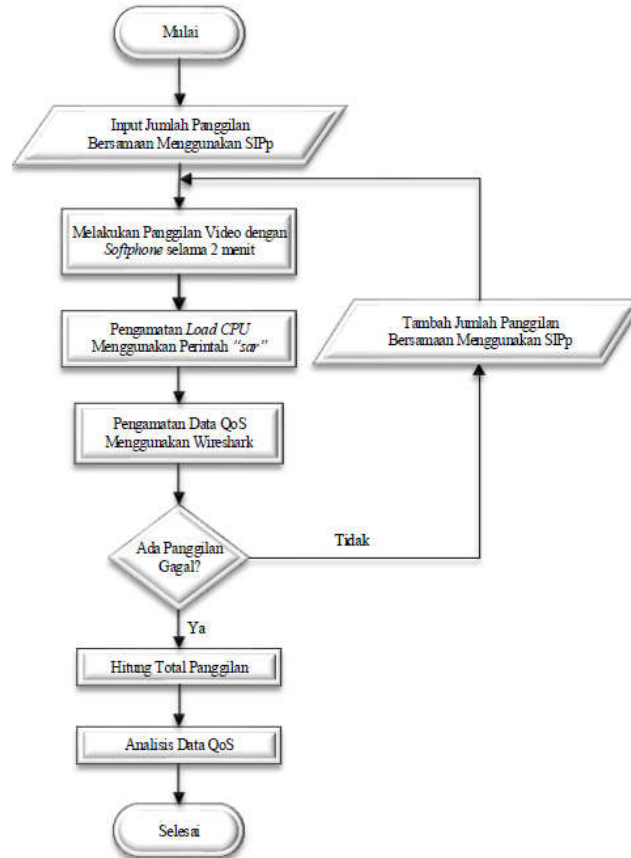 Mulai
Input Jumlah Panggilan
Bersamaan Menggunakan SIPp
Melakukan Panggilan Video dengan
Softphone selama 2 menit
Pengamatan Load CPU
Menggunakan Perintah “sar”
Tambah Jumlah Panggilan
Bersamaan Menggunakan SIPp
Pengamatan Data QoS
Menggunakan Wireshark
Ada Panggilan
Gagal?
Tidak
Ya
Hitung Total Panggilan
Analisis Data QoS
Selesai